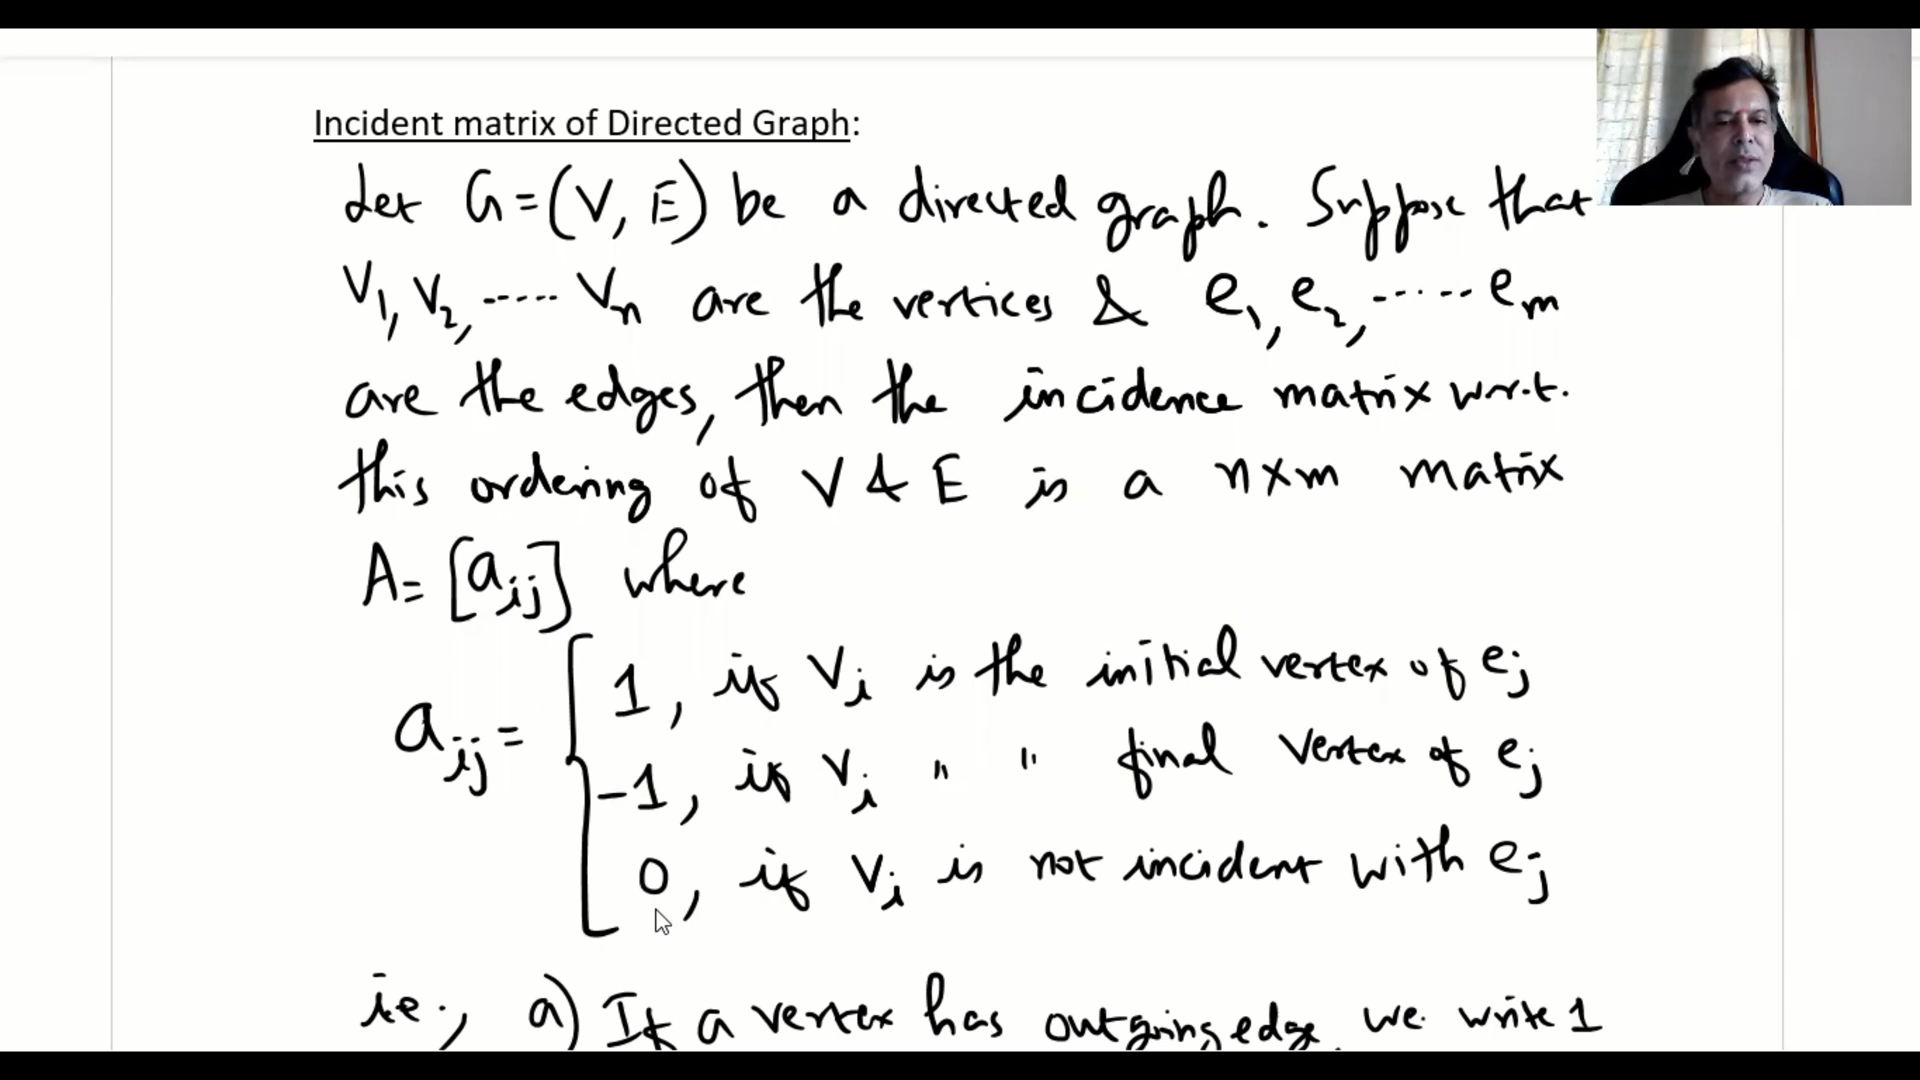 Incident matrix of Directed Graph:
Let G=(V, E) be a directed graph. Suppose that
V1, V2, ----- Vn are the vertices & e1, e2, ----- em
are the edges, then the incidence matrix w.r.t.
this ordering of V & E is a n×m matrix
A= [aij] where
aij =
1, if Vi is the initial vertex of ej
-1, if Vi " " final vertex of ej
0, if Vi is not incident with ej
ie., a) If a vertex has outgoing edge, we write 1